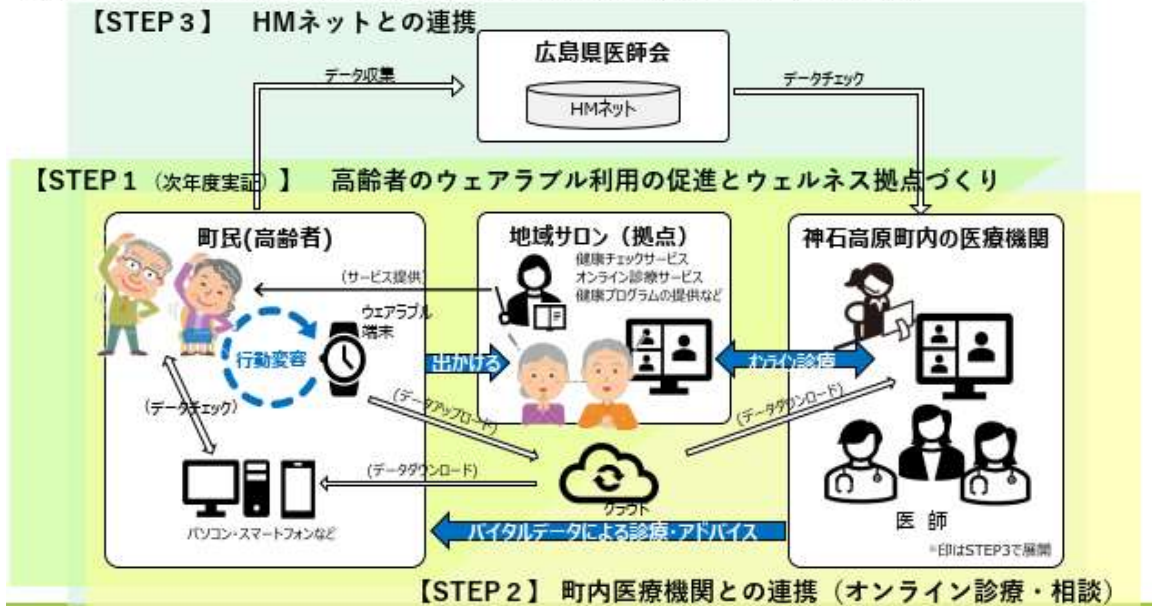 【STEP３】 HMネットとの連携
広島県医師会
HMネット
データ収集
データチェック
【STEP１（次年度実証）】 高齢者のウェアラブル利用の促進とウェルネス拠点づくり
町民(高齢者)
行動変容
ウェアラブル
端末
(データチェック)
パソコン・スマートフォンなど
(サービス提供)
出かける
地域サロン（拠点）
健康チェックサービス
オンライン診療サービス
健康プログラムの提供など
オンライン診療
(データアップロード)
(データダウンロード)
(データダウンロード)
クラウト
バイタルデータによる診療・アドバイス
神石高原町内の医療機関
医 師
※印はSTEP3で展開
【STEP２】 町内医療機関との連携（オンライン診療・相談）